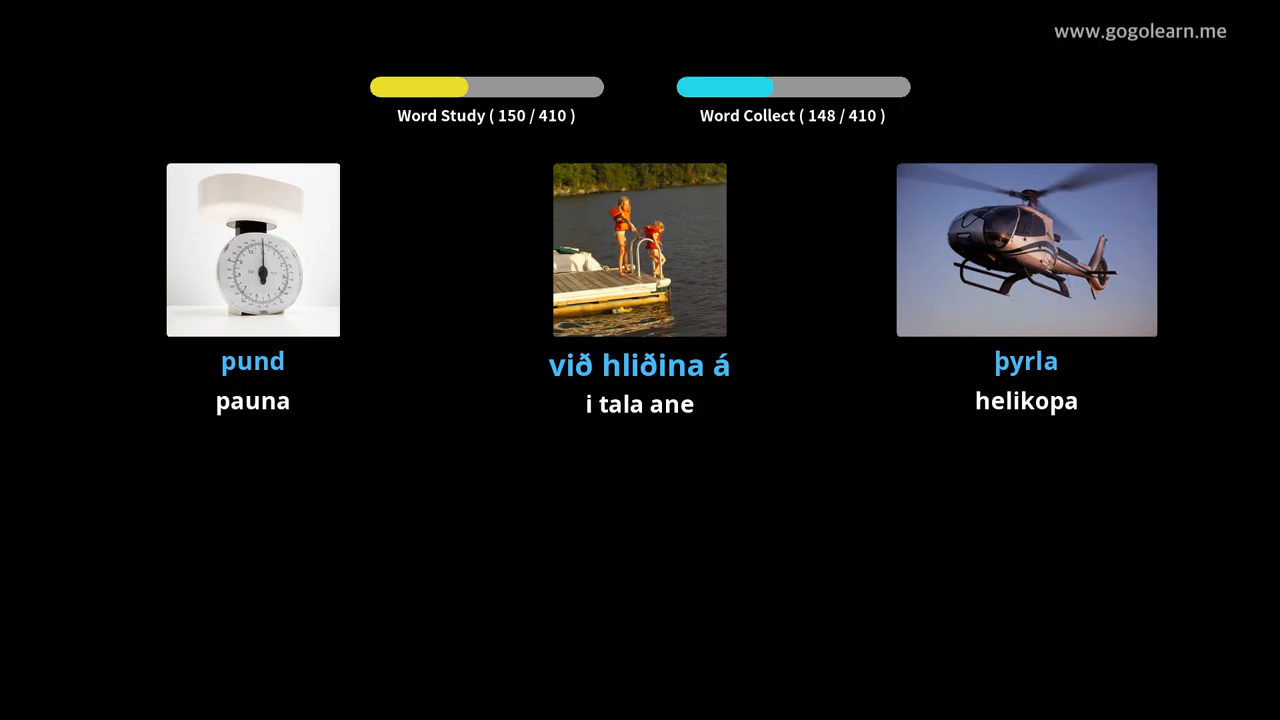 www.gogolearn.me
Word Study ( 150 / 410 )
Word Collect ( 148 / 410 )
pund
pauna
við hliðina á
i tala ane
þyrla
helikopa